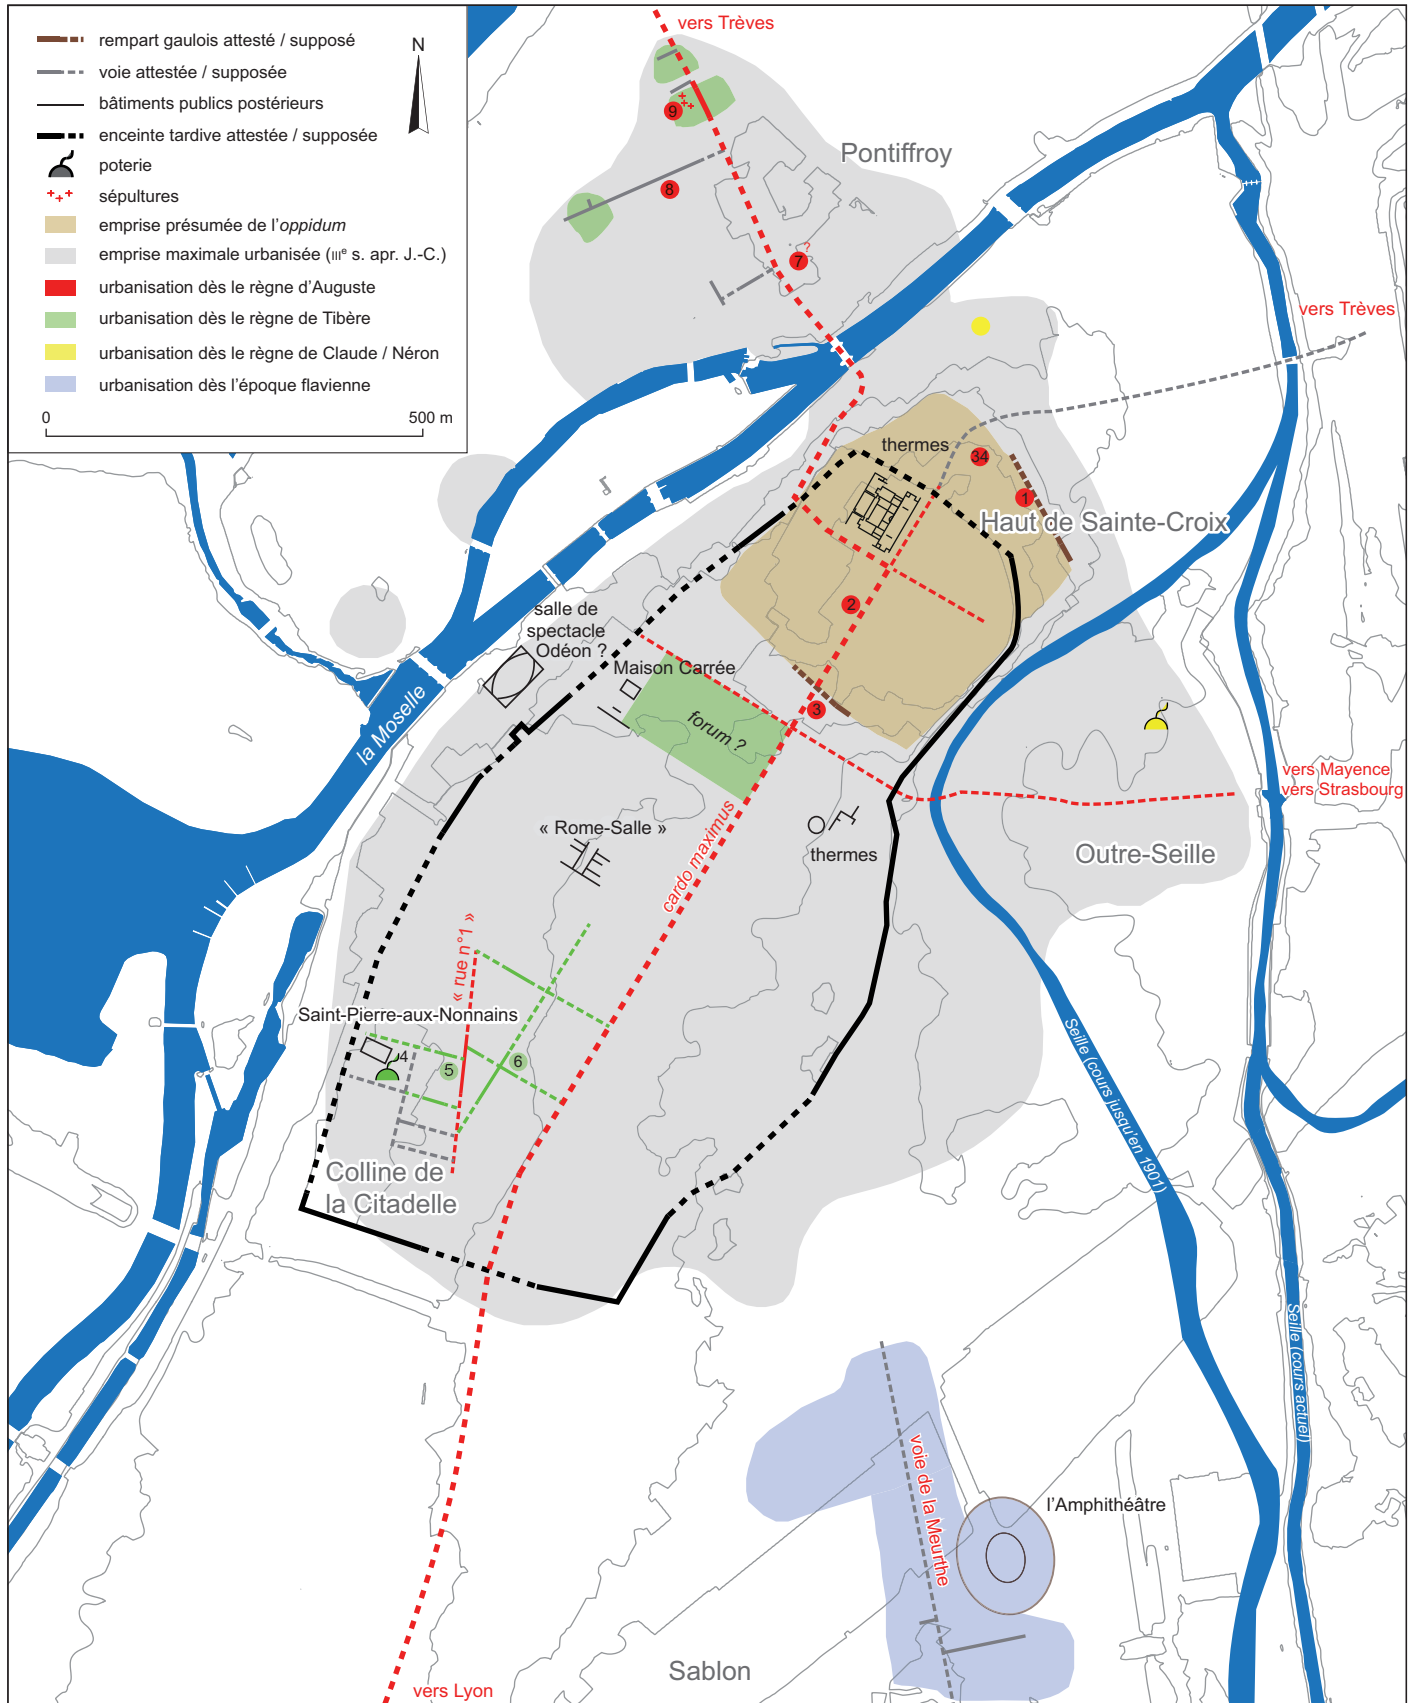 rempart gaulois attesté / supposé
voie attestée / supposée
bâtiments publics postérieurs
enceinte tardive attestée / supposée
poterie
sépultures
emprise présumée de l'oppidum
emprise maximale urbanisée (IIIe s. apr. J.-C.)
urbanisation dès le règne d'Auguste
urbanisation dès le règne de Tibère
urbanisation dès le règne de Claude / Néron
urbanisation dès l'époque flavienne
0 500 m
N
vers Trèves
9
Pontiffroy
8
?
7
vers Trèves
thermes
34
1
Haut de Sainte-Croix
2
salle de
spectacle
Odéon ?
Maison Carrée
3
forum ?
la Moselle
vers Mayence
vers Strasbourg
« Rome-Salle »
cardo maximus
thermes
Outre-Seille
« rue n°1 »
Saint-Pierre-aux-Nonnains
4
5
6
Seille (cours jusqu'en 1901)
Colline de
la Citadelle
Seille (cours actuel)
voie de la Meurthe
l'Amphithéâtre
Sablon
vers Lyon